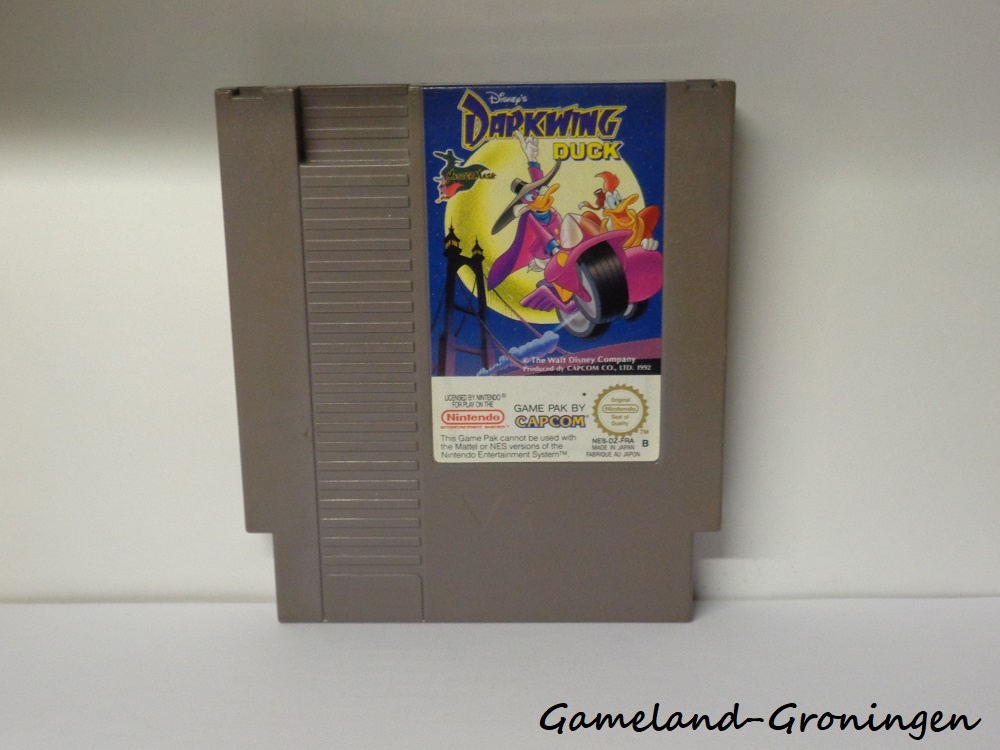 Disney's
DARKWING
DUCK
MYSTERMASK
© The Walt Disney Company
Produced by CAPCOM CO., LTD. 1992
LICENSED BY NINTENDO®
FOR PLAY ON THE
Nintendo
ENTERTAINMENT SYSTEM™
GAME PAK BY
CAPCOM
Original
Nintendo
Seal of
Quality
TM
This Game Pak cannot be used with
the Mattel or NES versions of the
Nintendo Entertainment System™.
NES-DZ-FRA
B
MADE IN JAPAN
FABRIQUE AU JAPON
Gameland-Groningen